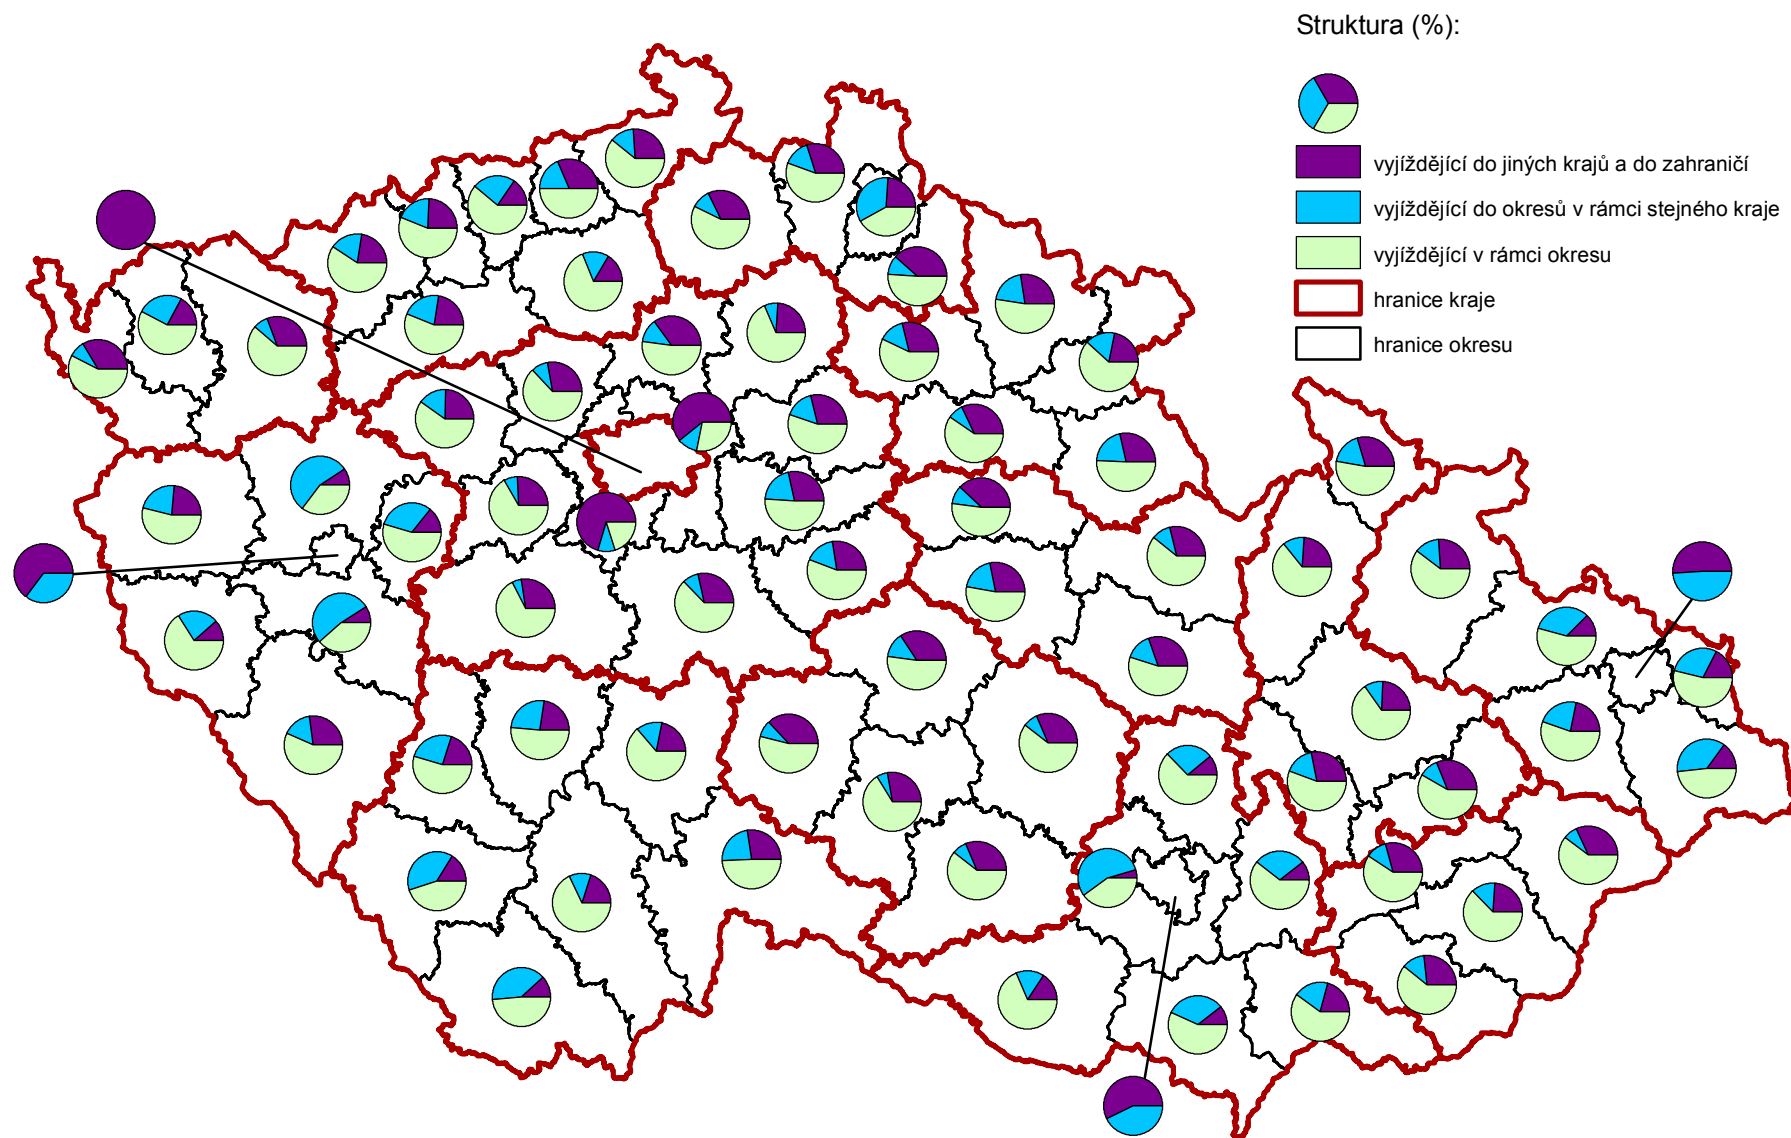 Struktura (%):
vyjíždějící do jiných krajů a do zahraničí
vyjíždějící do okresů v rámci stejného kraje
vyjíždějící v rámci okresu
hranice kraje
hranice okresu